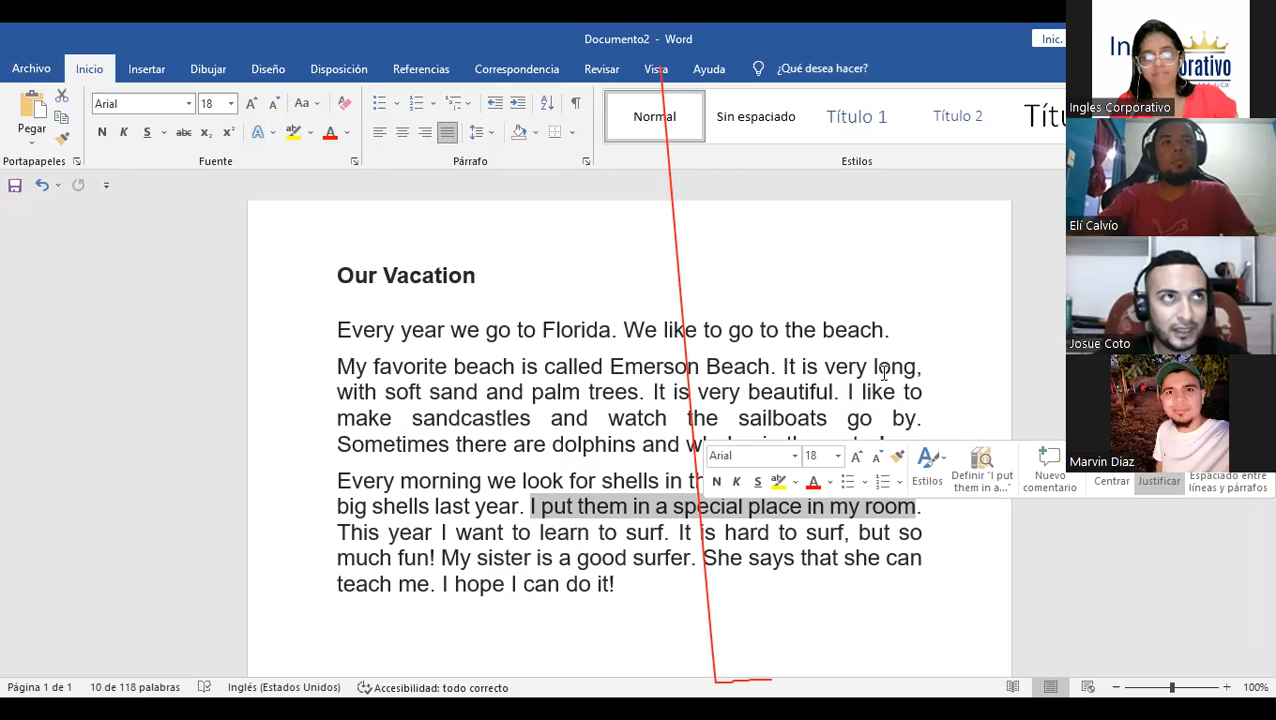 Documento2 - Word
Inic.
Archivo Inicio Insertar Dibujar Diseño Disposición Referencias Correspondencia Revisar Vista Ayuda ¿Qué desea hacer?
Pegar
Arial 18
Aa
N K S abc x₂ x² A A
Normal Sin espaciado Título 1 Título 2 Títu
Portapapeles Fuente Párrafo Estilos
Our Vacation
Every year we go to Florida. We like to go to the beach.
My favorite beach is called Emerson Beach. It is very long,
with soft sand and palm trees. It is very beautiful. I like to
make sandcastles and watch the sailboats go by.
Sometimes there are dolphins and
Every morning we look for shells in
big shells last year. I put them in a special place in my room.
This year I want to learn to surf. It is hard to surf, but so
much fun! My sister is a good surfer. She says that she can
teach me. I hope I can do it!
Arial 18
N K S A
Estilos
Definir "I put
them in a...
Nuevo
comentario
Centrar
Justificar
Espaciado entre
líneas y párrafos
Página 1 de 1 10 de 118 palabras Inglés (Estados Unidos) Accesibilidad: todo correcto 100%
In
orativo
Ingles Corporativo
Elí Calvío
Josue Coto
Marvin Diaz